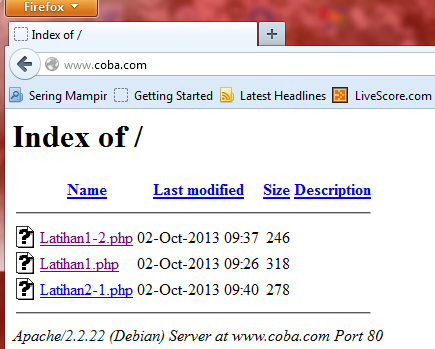 Firefox
Index of /
www.coba.com
Sering Mampir Getting Started Latest Headlines LiveScore.com
Index of /
Name Last modified Size Description
Latihan1-2.php 02-Oct-2013 09:37 246
Latihan1.php 02-Oct-2013 09:26 318
Latihan2-1.php 02-Oct-2013 09:40 278
Apache/2.2.22 (Debian) Server at www.coba.com Port 80